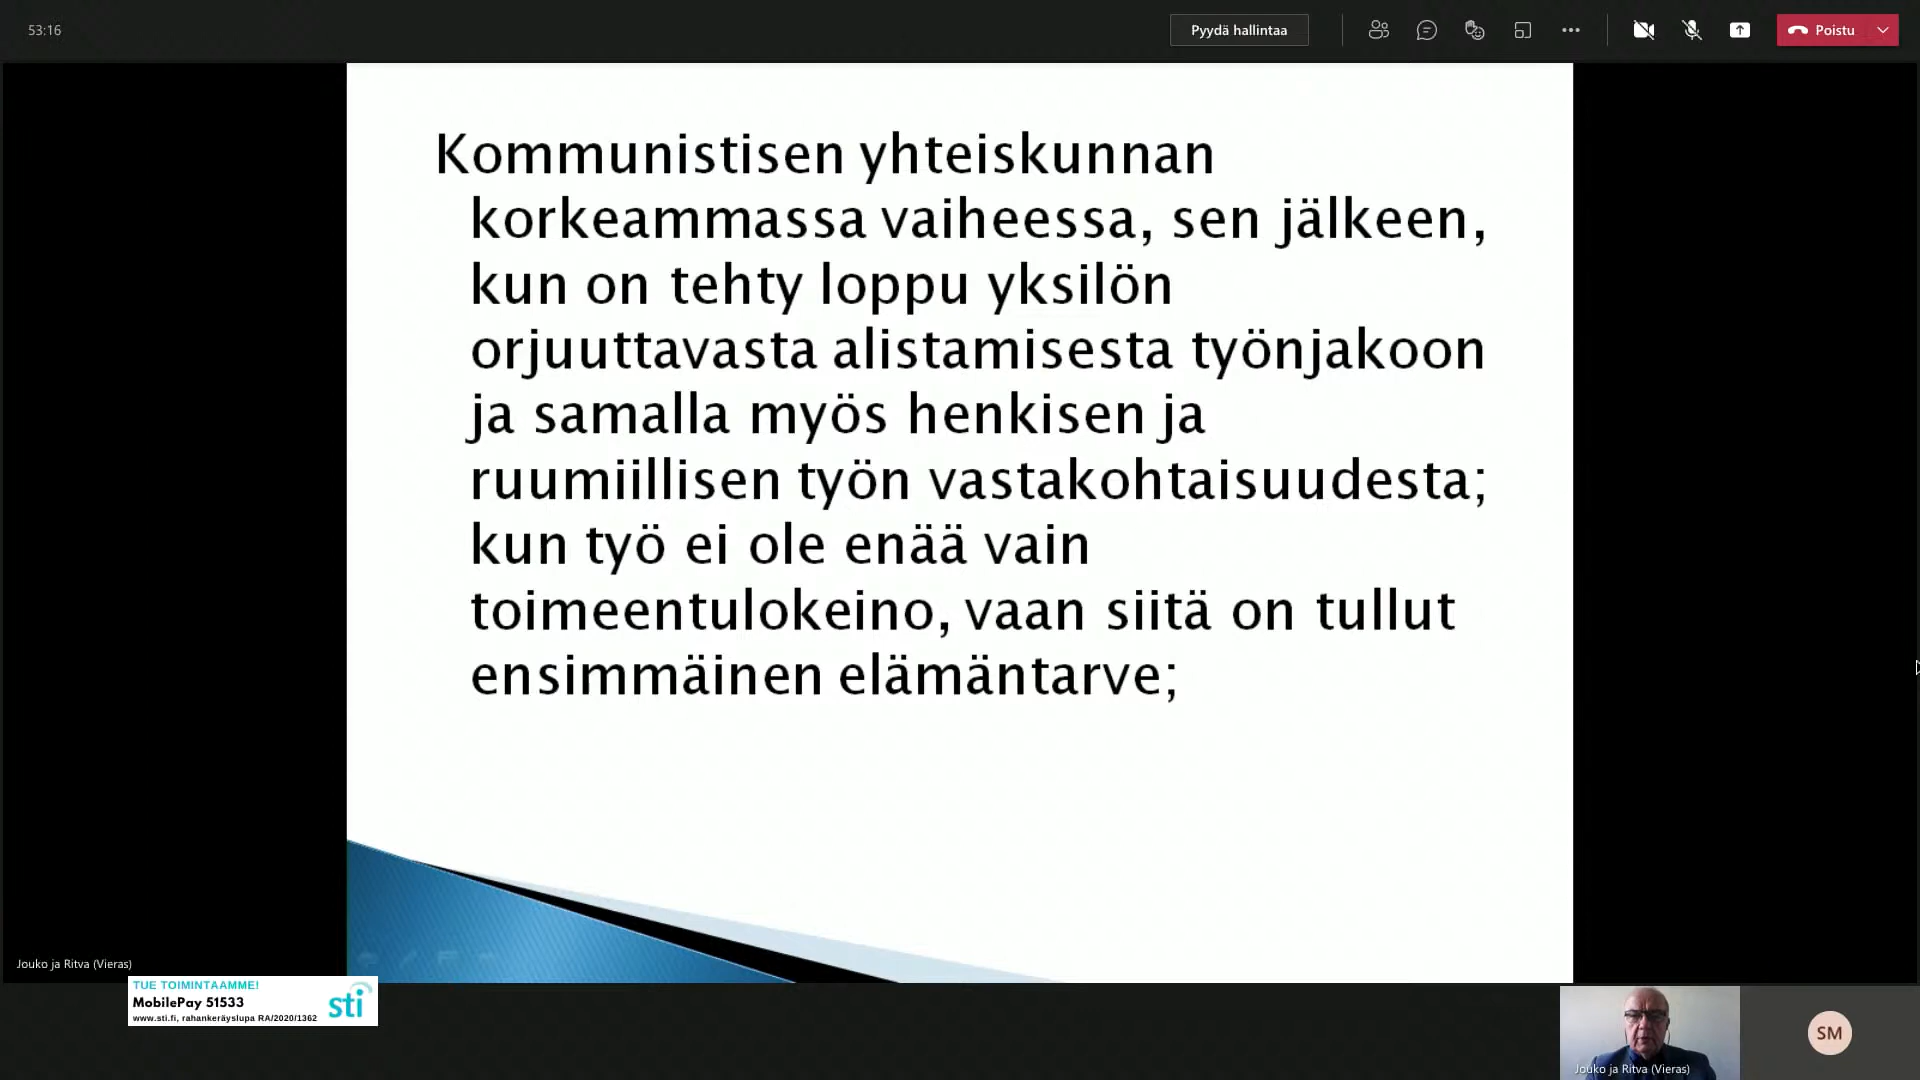 53:16
Pyydä hallintaa
Poistu
Kommunistisen yhteiskunnan
korkeammassa vaiheessa, sen jälkeen,
kun on tehty loppu yksilön
orjuuttavasta alistamisesta työnjakoon
ja samalla myös henkisen ja
ruumiillisen työn vastakohtaisuudesta;
kun työ ei ole enää vain
toimeentulokeino, vaan siitä on tullut
ensimmäinen elämäntarve;
Jouko ja Ritva (Vieras)
TUE TOIMINTAAMME!
MobilePay 51533
www.sti.fi, rahankeräyslupa RA/2020/1362
sti
Jouko ja Ritva (Vieras)
SM